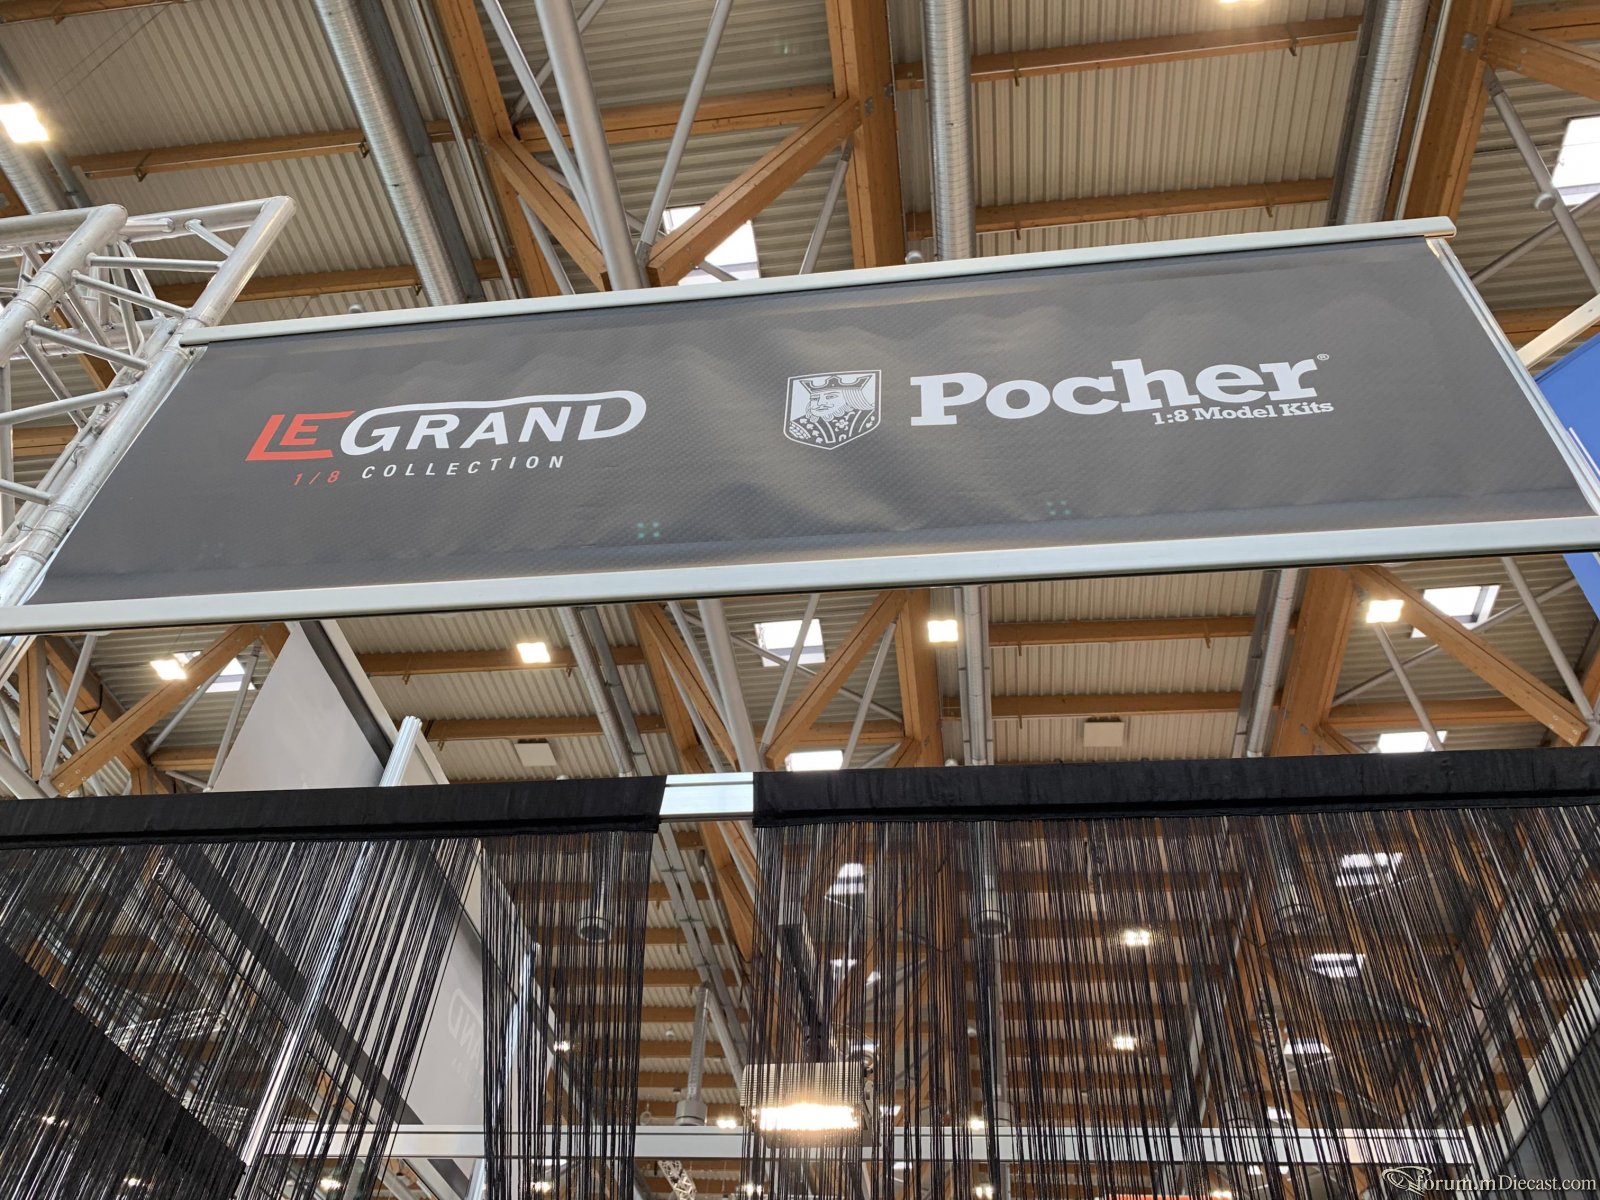 LEGRAND
1/8 COLLECTION
Pocher®
1:8 Model Kits
forum.mDiecast.com